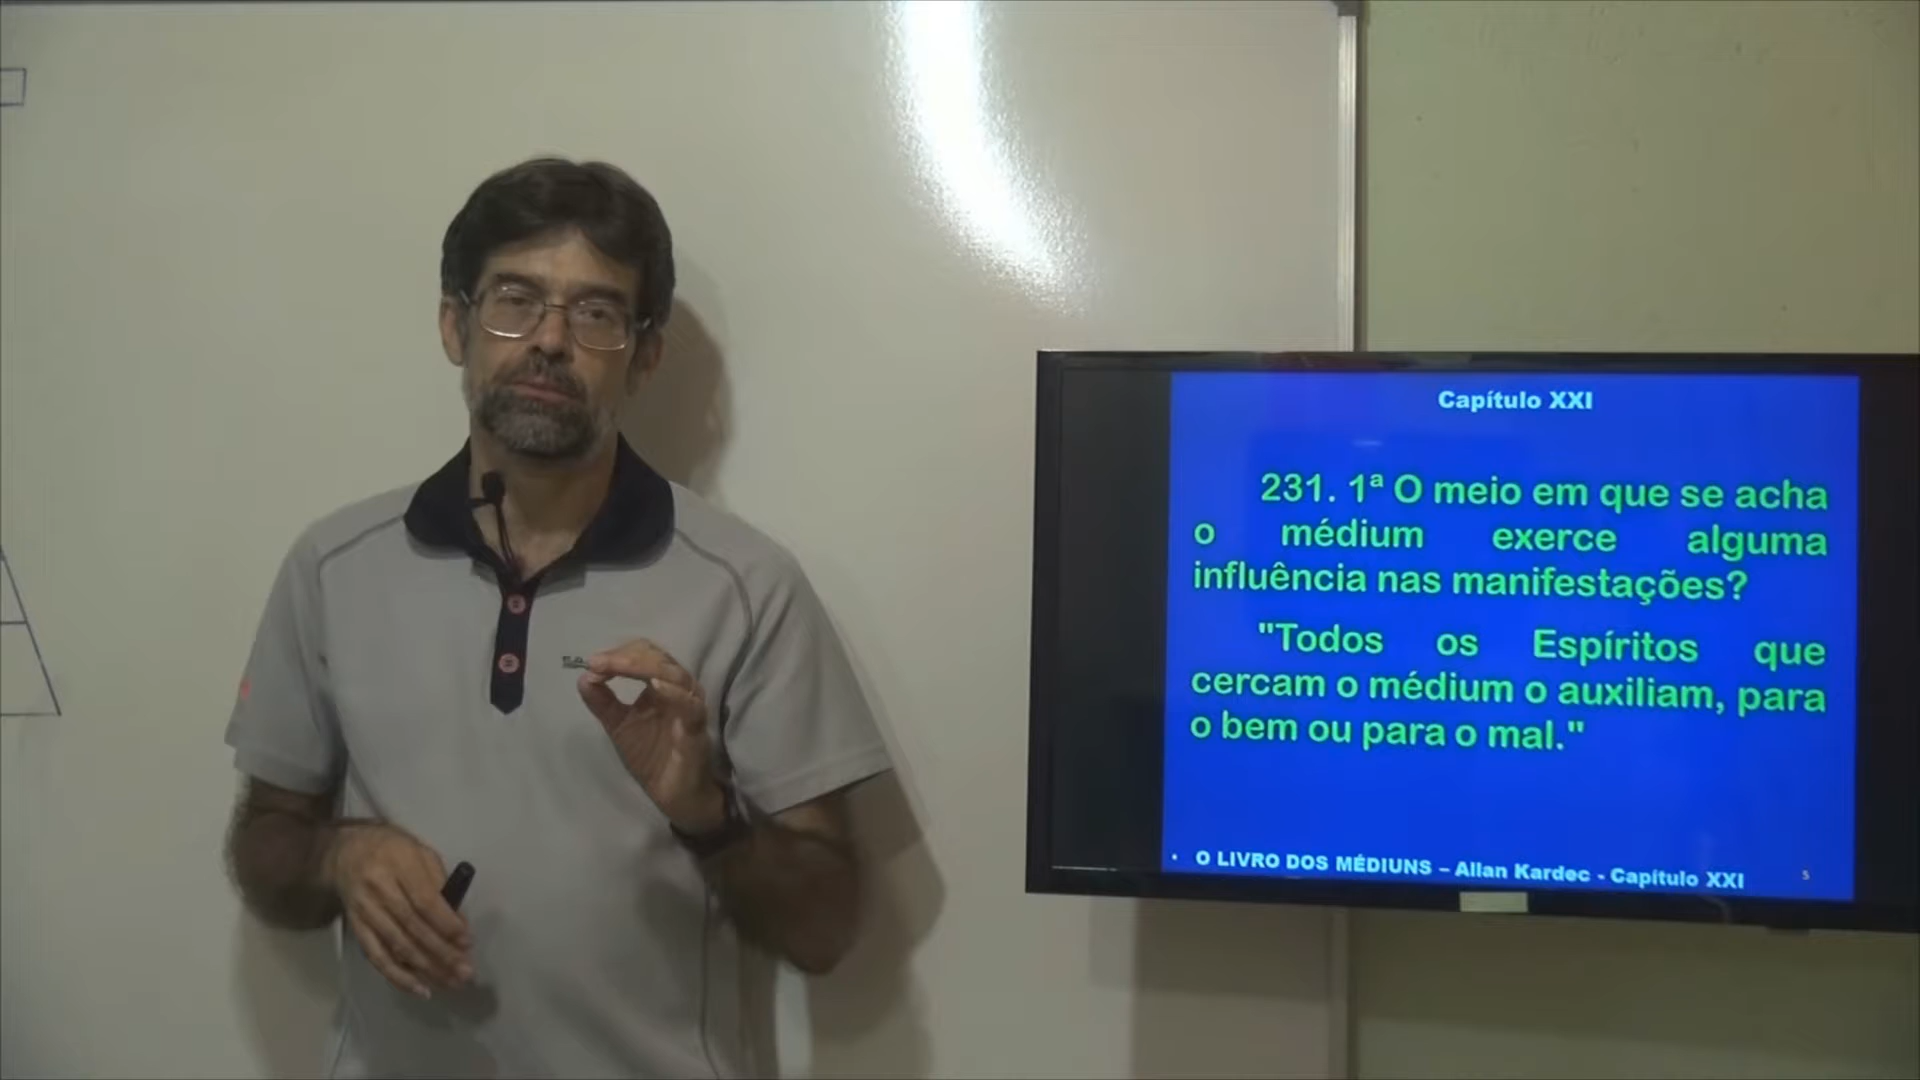 Capítulo XXI
231. 1ª O meio em que se acha
o médium exerce alguma
influência nas manifestações?
"Todos os Espíritos que
cercam o médium o auxiliam, para
o bem ou para o mal."
• O LIVRO DOS MÉDIUNS – Allan Kardec - Capítulo XXI
5